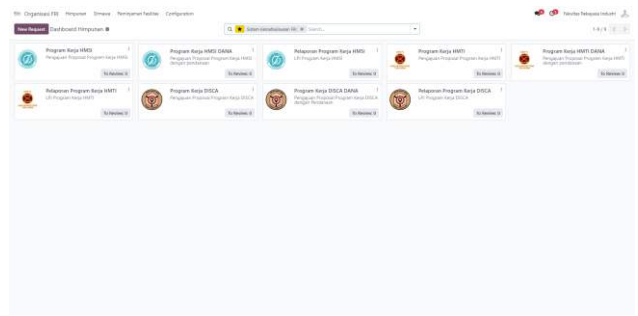 Organisasi FRI Himpunan Ormawa Peminjaman Fasilitas Configuration
Fakultas Rekayasa Industri
New Request Dashboard Himpunan
Search...
1-9 / 9
Program Kerja HMSI
Pengajuan Proposal Program Kerja HMSI
To Review: 0
Program Kerja HMSI DANA
Pengajuan Proposal Program Kerja HMSI
dengan pendanaan
To Review: 0
Pelaporan Program Kerja HMSI
LPJ Program Kerja HMSI
To Review: 0
Program Kerja HMTI
Pengajuan Proposal Program Kerja HMTI
To Review: 0
Program Kerja HMTI DANA
Pengajuan Proposal Program Kerja HMTI
dengan pendanaan
To Review: 0
Pelaporan Program Kerja HMTI
LPJ Program Kerja HMTI
To Review: 0
Program Kerja DISCA
Pengajuan Proposal Program Kerja DISCA
To Review: 0
Program Kerja DISCA DANA
Pengajuan Proposal Program Kerja DISCA
dengan Pendanaan
To Review: 0
Pelaporan Program Kerja DISCA
LPJ Program Kerja DISCA
To Review: 0